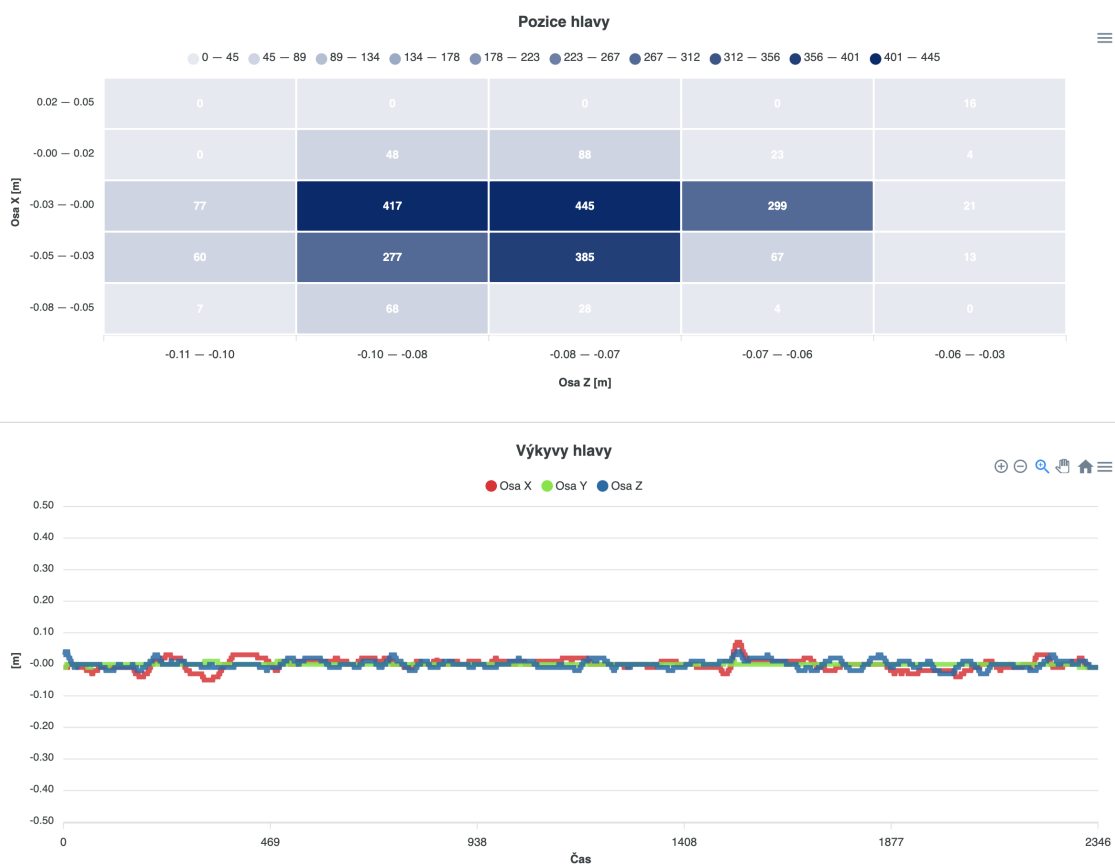 Pozice hlavy
0 — 45 45 — 89 89 — 134 134 — 178 178 — 223 223 — 267 267 — 312 312 — 356 356 — 401 401 — 445
Osa X [m]
0.02 — 0.05 0 0 0 0 16
-0.00 — 0.02 0 48 88 23 4
-0.03 — -0.00 77 417 445 299 21
-0.05 — -0.03 60 277 385 67 13
-0.08 — -0.05 7 68 28 4 0
-0.11 — -0.10 -0.10 — -0.08 -0.08 — -0.07 -0.07 — -0.06 -0.06 — -0.03
Osa Z [m]
Výkyvy hlavy
Osa X Osa Y Osa Z
[m]
0.50
0.40
0.30
0.20
0.10
-0.00
-0.10
-0.20
-0.30
-0.40
-0.50
0 469 938 1408 1877 2346
Čas